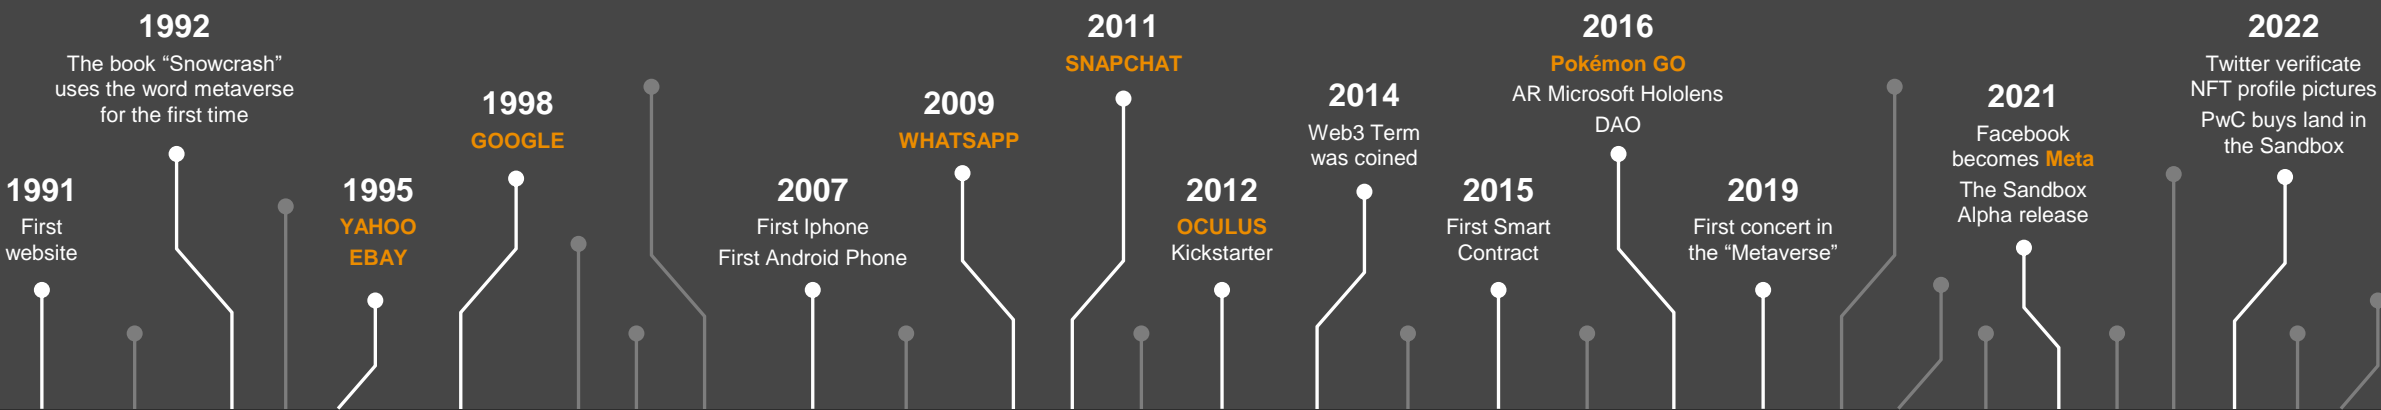 1991
First
website
1992
The book “Snowcrash”
uses the word metaverse
for the first time
1995
YAHOO
EBAY
1998
GOOGLE
2007
First Iphone
First Android Phone
2009
WHATSAPP
2011
SNAPCHAT
2012
OCULUS
Kickstarter
2014
Web3 Term
was coined
2015
First Smart
Contract
2016
Pokémon GO
AR Microsoft Hololens
DAO
2019
First concert in
the “Metaverse”
2021
Facebook
becomes Meta
The Sandbox
Alpha release
2022
Twitter verificate
NFT profile pictures
PwC buys land in
the Sandbox